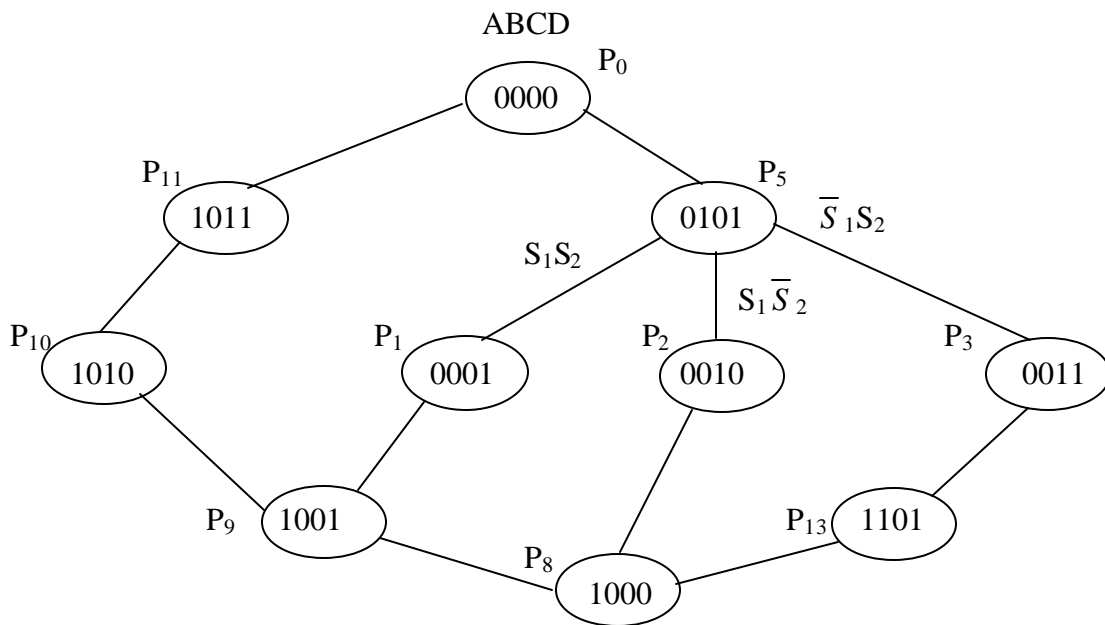 ABCD
P₀
0000
P₁₁
P₅
1011
0101
S̅₁S₂
S₁S₂
S₁S̅₂
P₁₀
P₁
P₂
P₃
1010
0001
0010
0011
P₉
1001
P₁₃
1101
P₈
1000